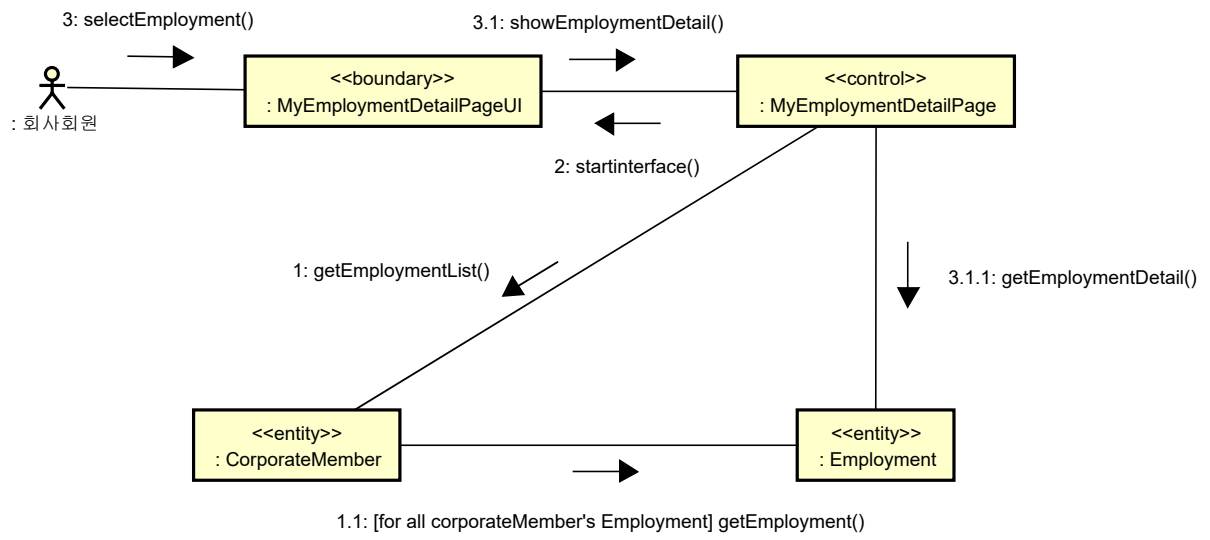 3: selectEmployment()
3.1: showEmploymentDetail()
<<boundary>>
: MyEmploymentDetailPageUI
<<control>>
: MyEmploymentDetailPage
: 회사회원
2: startinterface()
1: getEmploymentList()
3.1.1: getEmploymentDetail()
<<entity>>
: CorporateMember
<<entity>>
: Employment
1.1: [for all corporateMember's Employment] getEmployment()